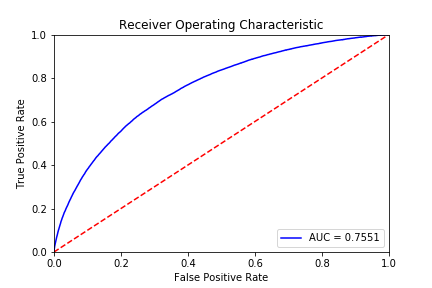 Receiver Operating Characteristic
1.0
0.8
0.6
0.4
0.2
0.0
True Positive Rate
AUC = 0.7551
0.0 0.2 0.4 0.6 0.8 1.0
False Positive Rate